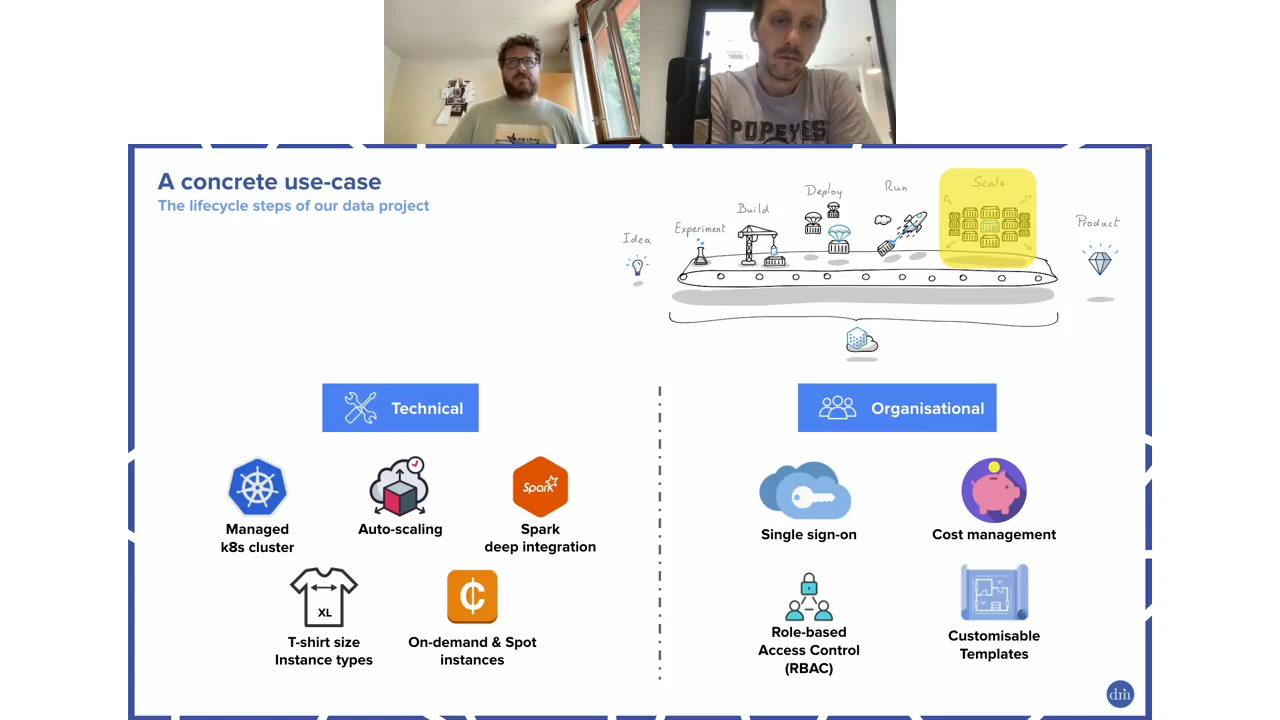 POPEYES
A concrete use-case
The lifecycle steps of our data project
Idea
Experiment
Build
Deploy
Run
Scale
Product
Technical
Organisational
Managed
k8s cluster
Auto-scaling
Spark
Spark
deep integration
XL
T-shirt size
Instance types
On-demand & Spot
instances
Single sign-on
Cost management
Role-based
Access Control
(RBAC)
Customisable
Templates
dm